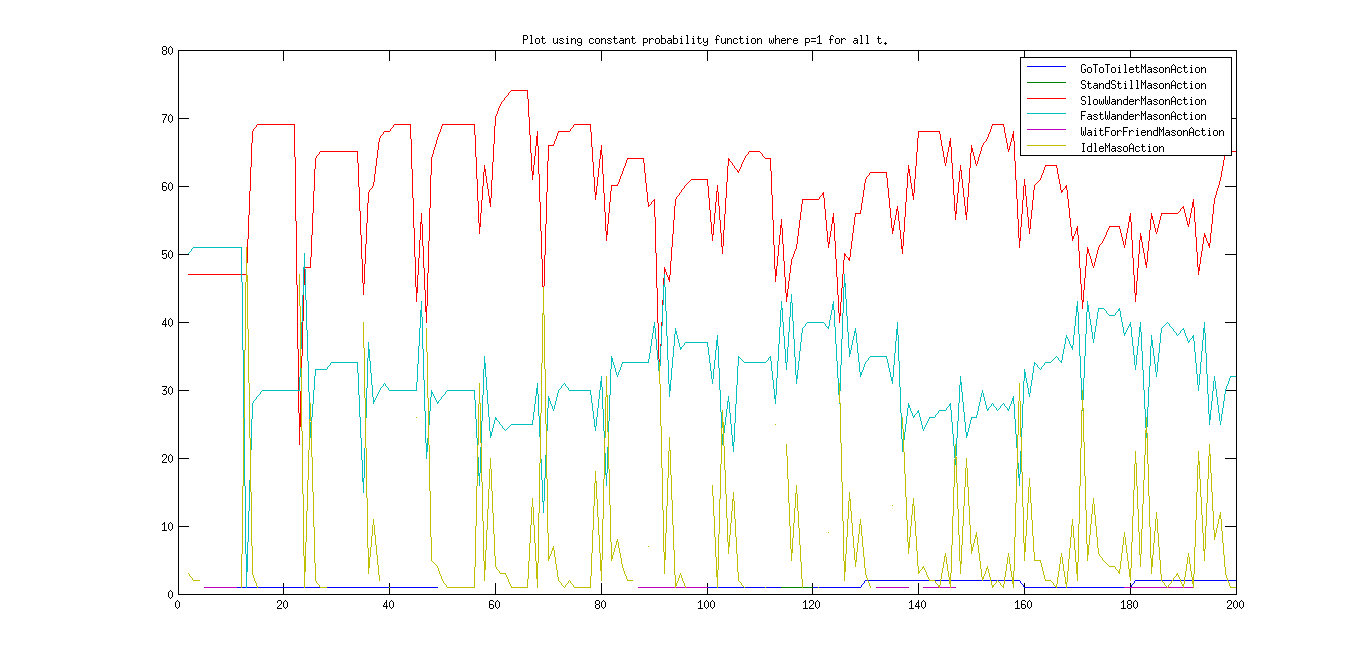 Plot using constant probability function where p=1 for all t.
80
70
60
50
40
30
20
10
0
GoToToiletMasonAction
StandStillMasonAction
SlowWanderMasonAction
FastWanderMasonAction
WaitForFriendMasonAction
IdleMasoAction
0 20 40 60 80 100 120 140 160 180 200